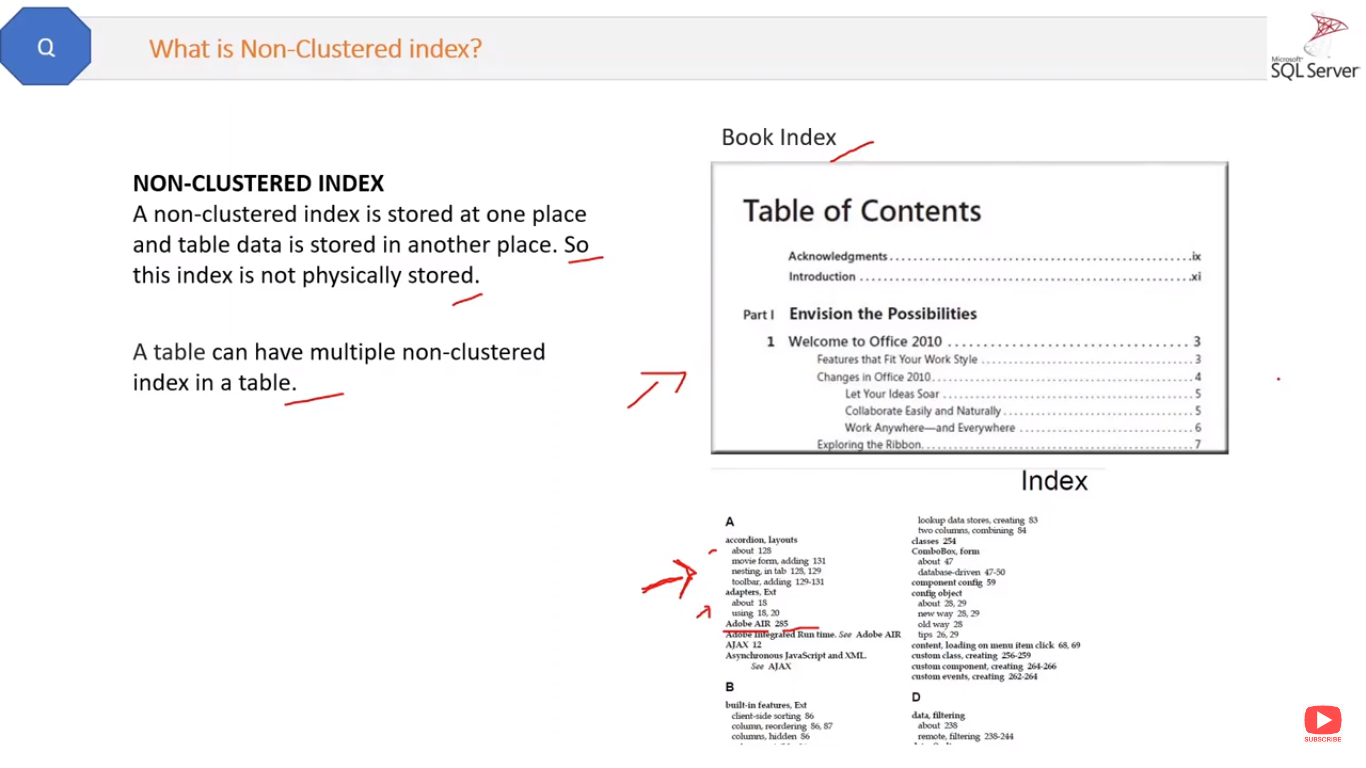 Q
What is Non-Clustered index?
Microsoft
SQL Server
NON-CLUSTERED INDEX
A non-clustered index is stored at one place
and table data is stored in another place. So
this index is not physically stored.
A table can have multiple non-clustered
index in a table.
Book Index
Table of Contents
Acknowledgments ix
Introduction xi
Part I Envision the Possibilities
1 Welcome to Office 2010 3
Features that Fit Your Work Style 3
Changes in Office 2010 4
Let Your Ideas Soar 5
Collaborate Easily and Naturally 5
Work Anywhere—and Everywhere 6
Exploring the Ribbon 7
Index
A
accordion, layouts
about 128
movie form, adding 131
nesting, in tab 128, 129
toolbar, adding 129-131
adapters, Ext
about 18
using 18, 20
Adobe AIR 285
Adobe Integrated Run time. See Adobe AIR
AJAX 12
Asynchronous JavaScript and XML.
See AJAX
B
built-in features, Ext
client-side sorting 86
column, reordering 86, 87
columns, hidden 86
lookup data stores, creating 83
two columns, combining 84
classes 254
ComboBox, form
about 47
database-driven 47-50
component config 59
config object
about 28, 29
new way 28, 29
old way 28
tips 26, 29
content, loading on menu item click 68, 69
custom class, creating 256-259
custom component, creating 264-266
custom events, creating 262-264
D
data, filtering
about 238
remote, filtering 238-244
SUBSCRIBE